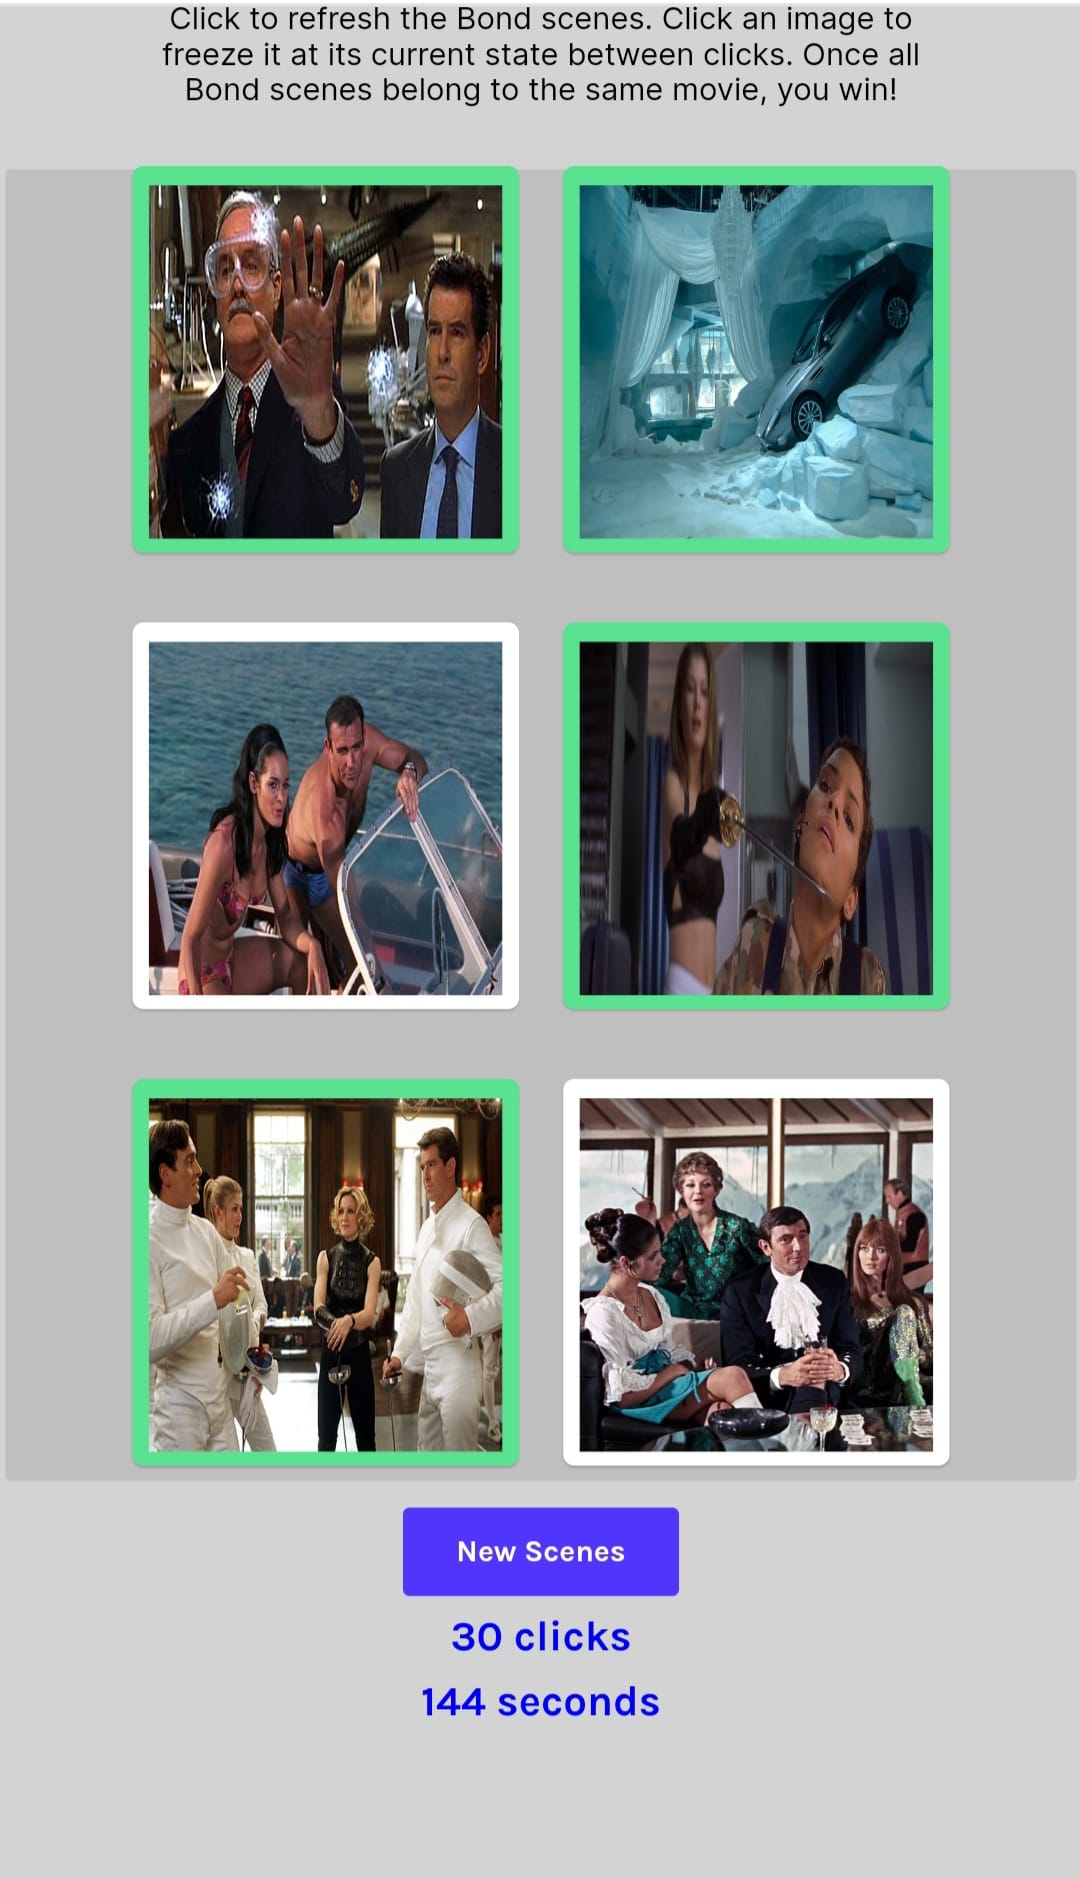 Click to refresh the Bond scenes. Click an image to
freeze it at its current state between clicks. Once all
Bond scenes belong to the same movie, you win!
New Scenes
30 clicks
144 seconds